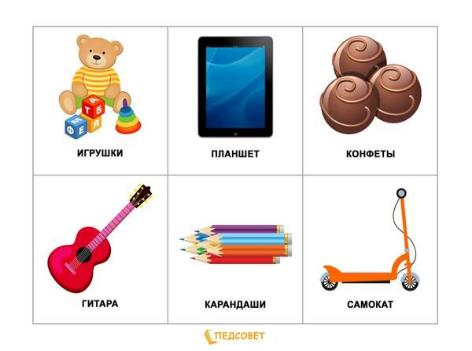 ИГРУШКИ
ПЛАНШЕТ
КОНФЕТЫ
ГИТАРА
КАРАНДАШИ
САМОКАТ
ПЕДСОВЕТ